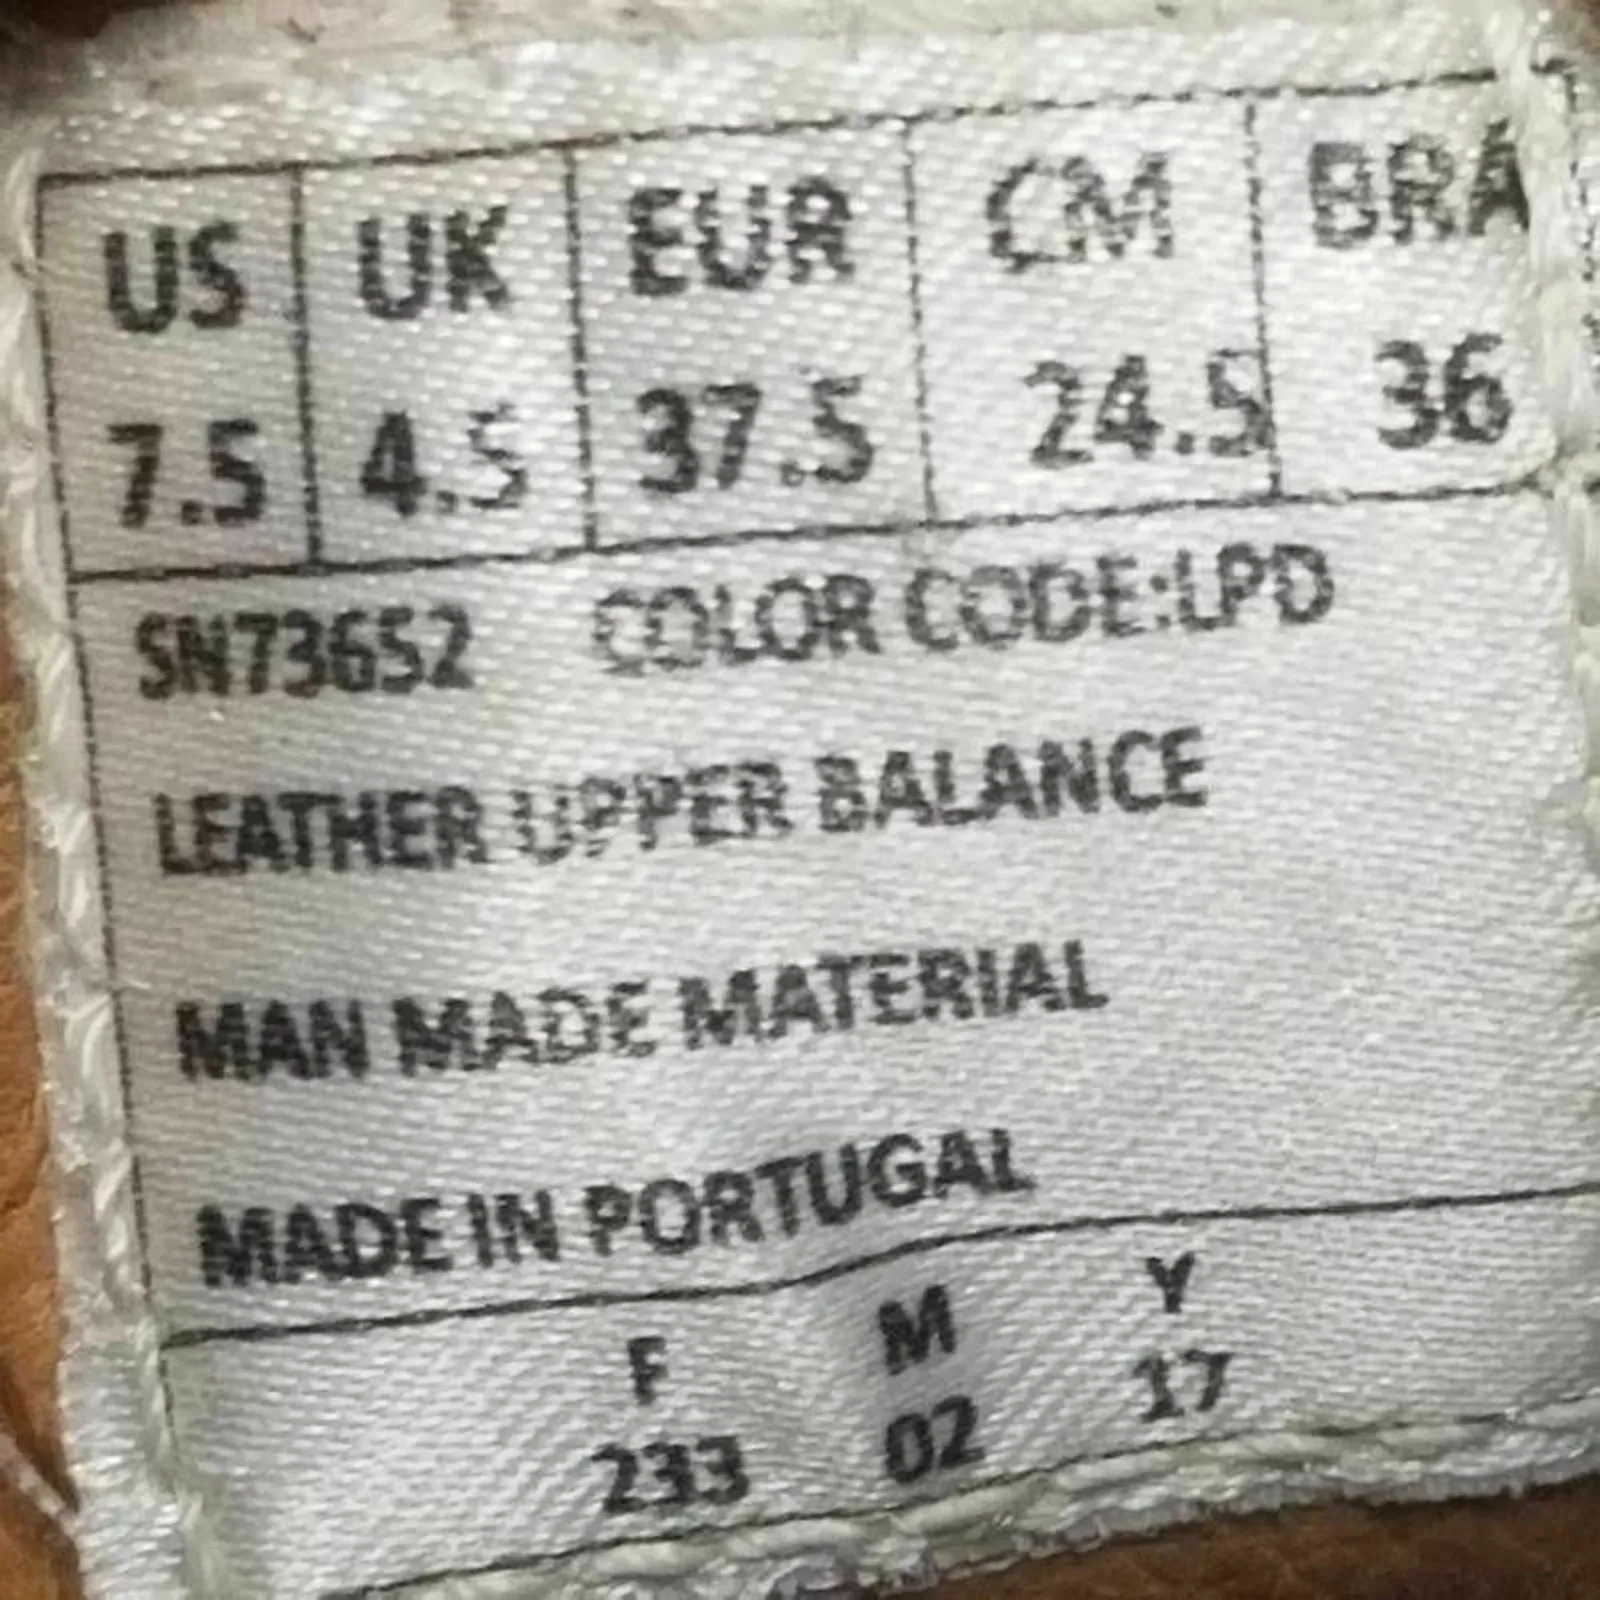 US UK EUR CM BRA
7.5 4.5 37.5 24.5 36
SN73652 COLOR CODE:LPD
LEATHER UPPER BALANCE
MAN MADE MATERIAL
MADE IN PORTUGAL
F M Y
233 02 17